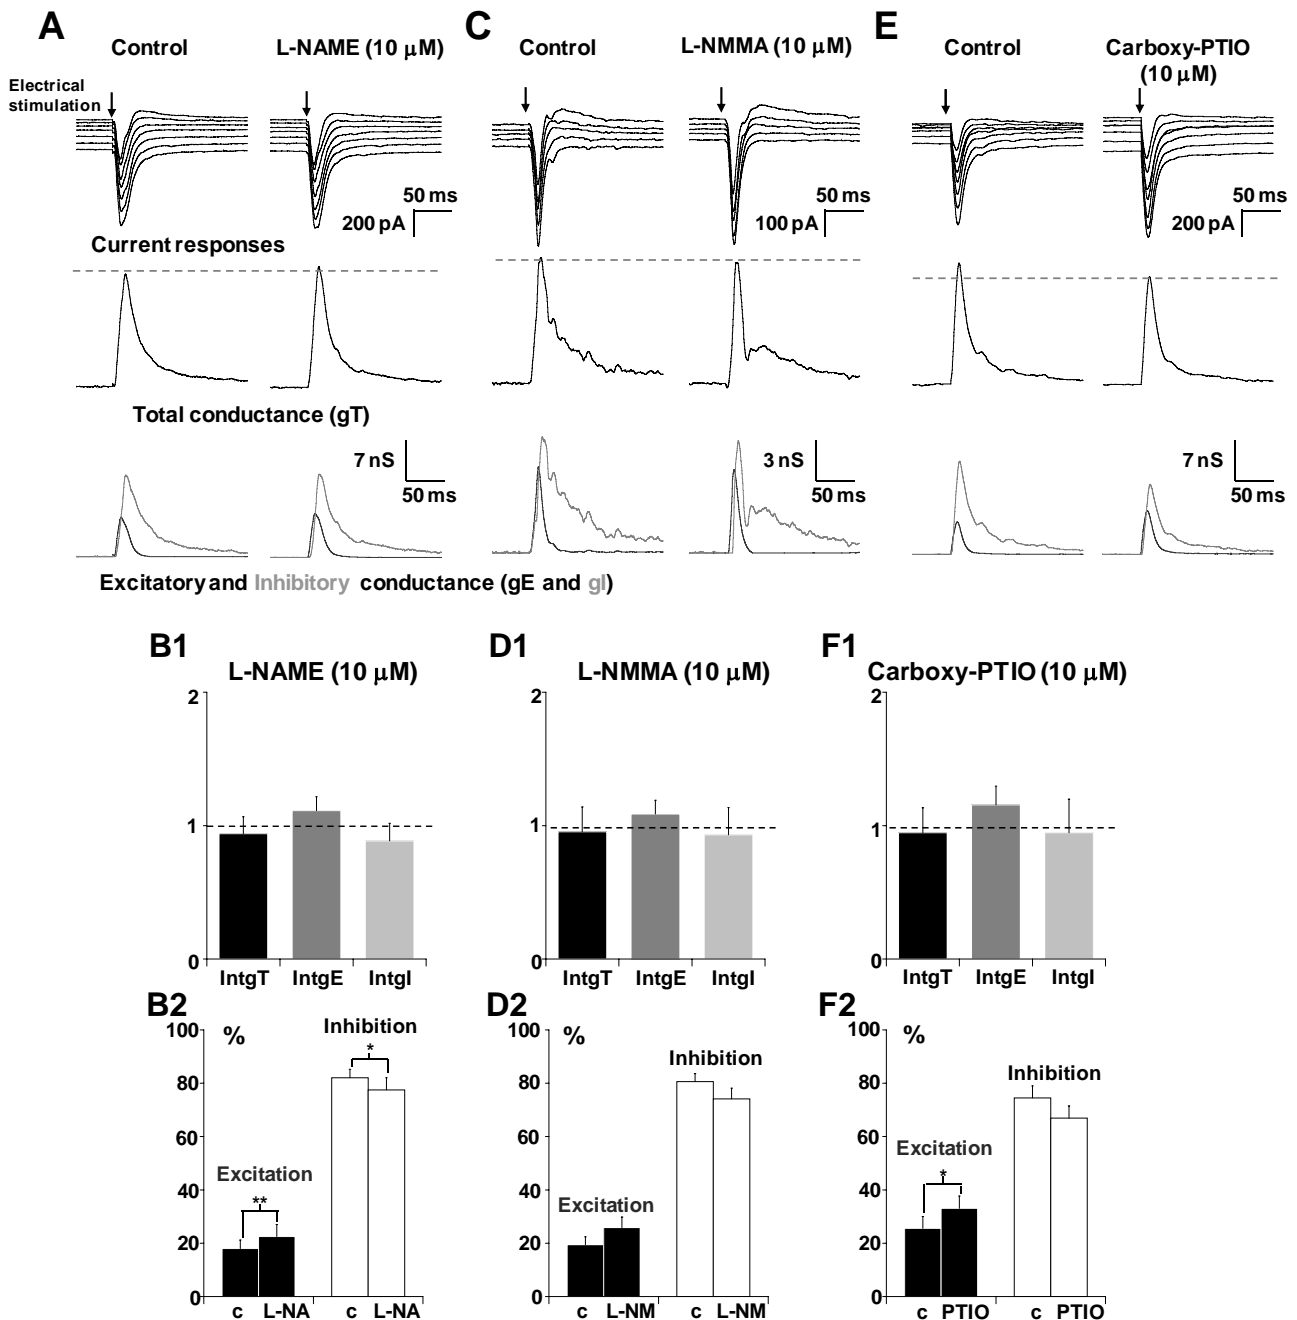 A
C
E
Control
L-NAME (10 μM)
Control
L-NMMA (10 μM)
Control
Carboxy-PTIO
(10 μM)
Electrical
stimulation
50 ms
200 pA
50 ms
100 pA
50 ms
200 pA
Current responses
Total conductance (gT)
7 nS
50 ms
3 nS
50 ms
7 nS
50 ms
Excitatory and Inhibitory conductance (gE and gI)
B1
L-NAME (10 μM)
2
1
0
IntgT IntgE IntgI
D1
L-NMMA (10 μM)
2
1
0
IntgT IntgE IntgI
F1
Carboxy-PTIO (10 μM)
2
1
0
IntgT IntgE IntgI
B2
100
80
60
40
20
0
%
Inhibition
*
Excitation
**
c L-NA c L-NA
D2
100
80
60
40
20
0
%
Inhibition
Excitation
c L-NM c L-NM
F2
100
80
60
40
20
0
%
Inhibition
Excitation
*
c PTIO c PTIO